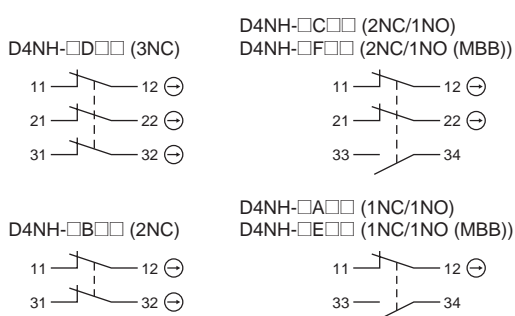 D4NH-□D□□ (3NC)
11 12
21 22
31 32
D4NH-□C□□ (2NC/1NO)
D4NH-□F□□ (2NC/1NO (MBB))
11 12
21 22
33 34
D4NH-□B□□ (2NC)
11 12
31 32
D4NH-□A□□ (1NC/1NO)
D4NH-□E□□ (1NC/1NO (MBB))
11 12
33 34